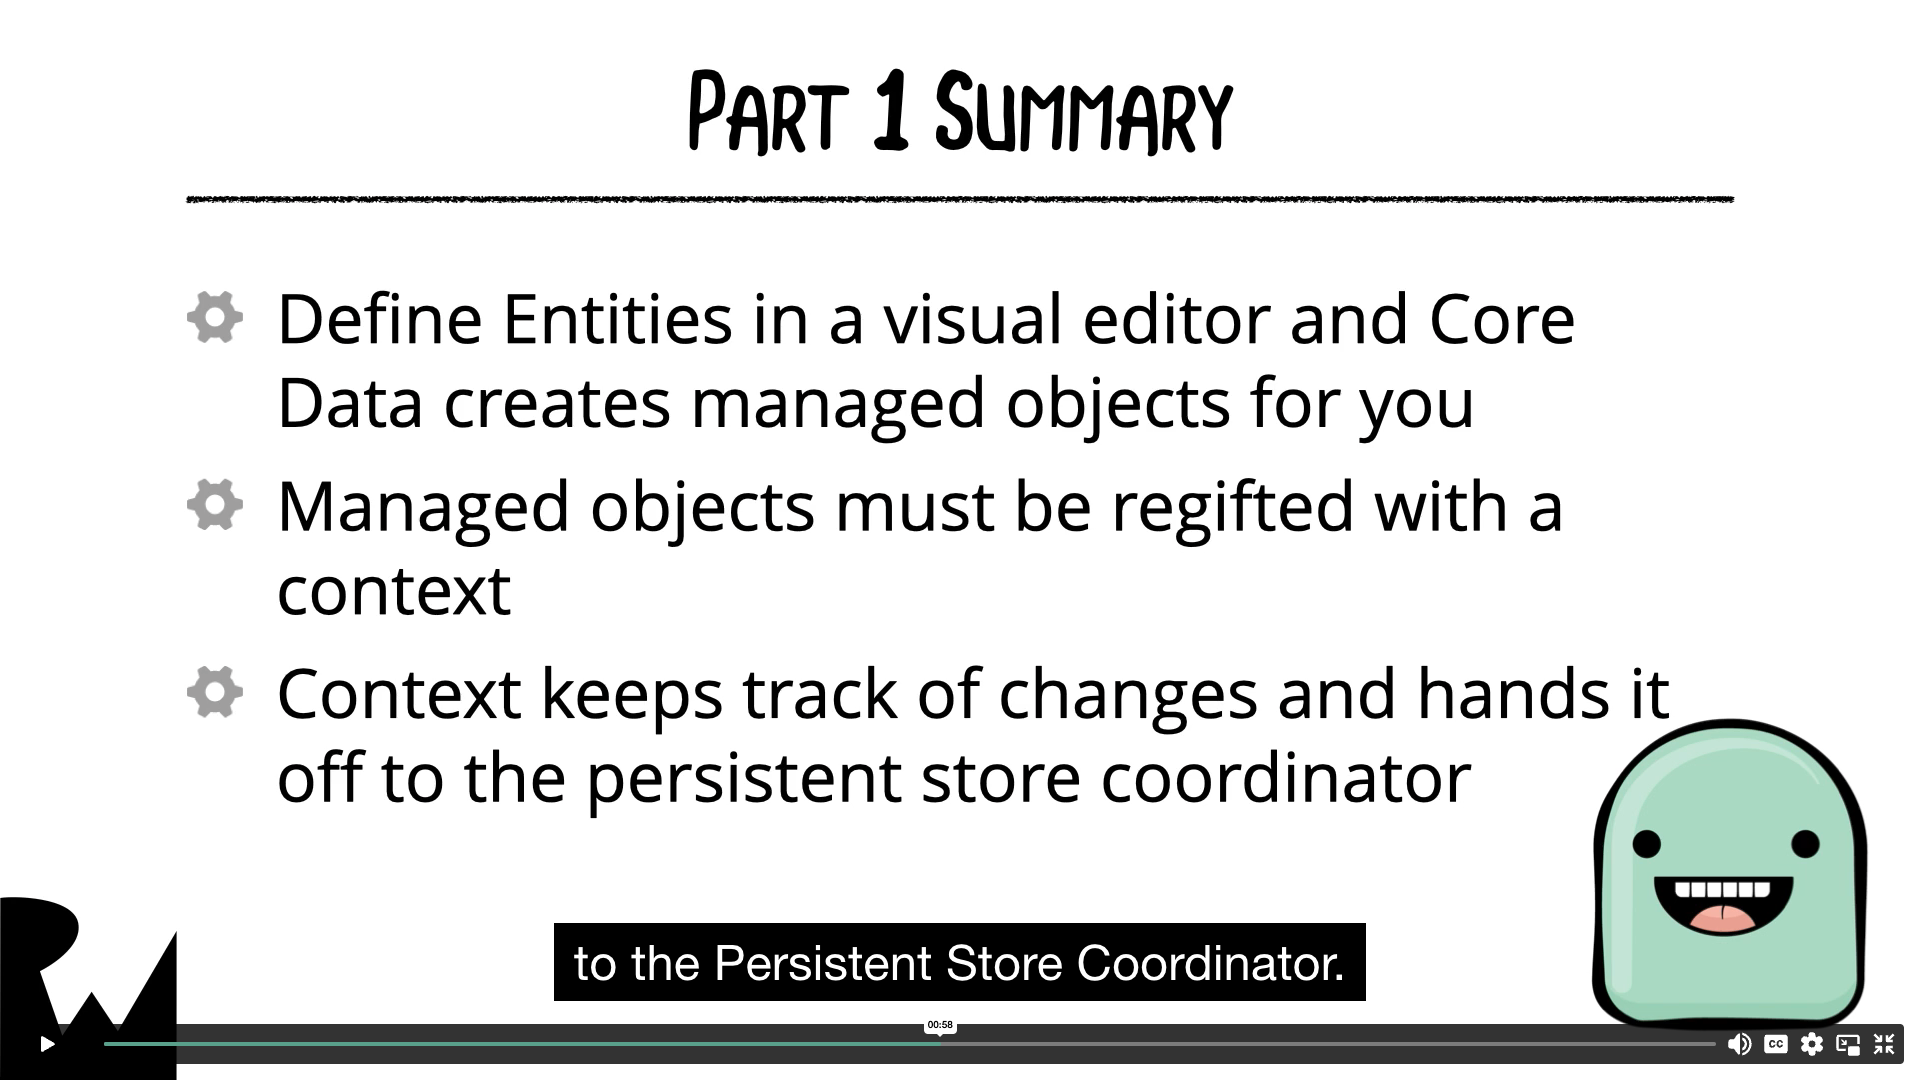 Part 1 Summary
Define Entities in a visual editor and Core
Data creates managed objects for you
Managed objects must be regifted with a
context
Context keeps track of changes and hands it
off to the persistent store coordinator
to the Persistent Store Coordinator.
00:58
CC